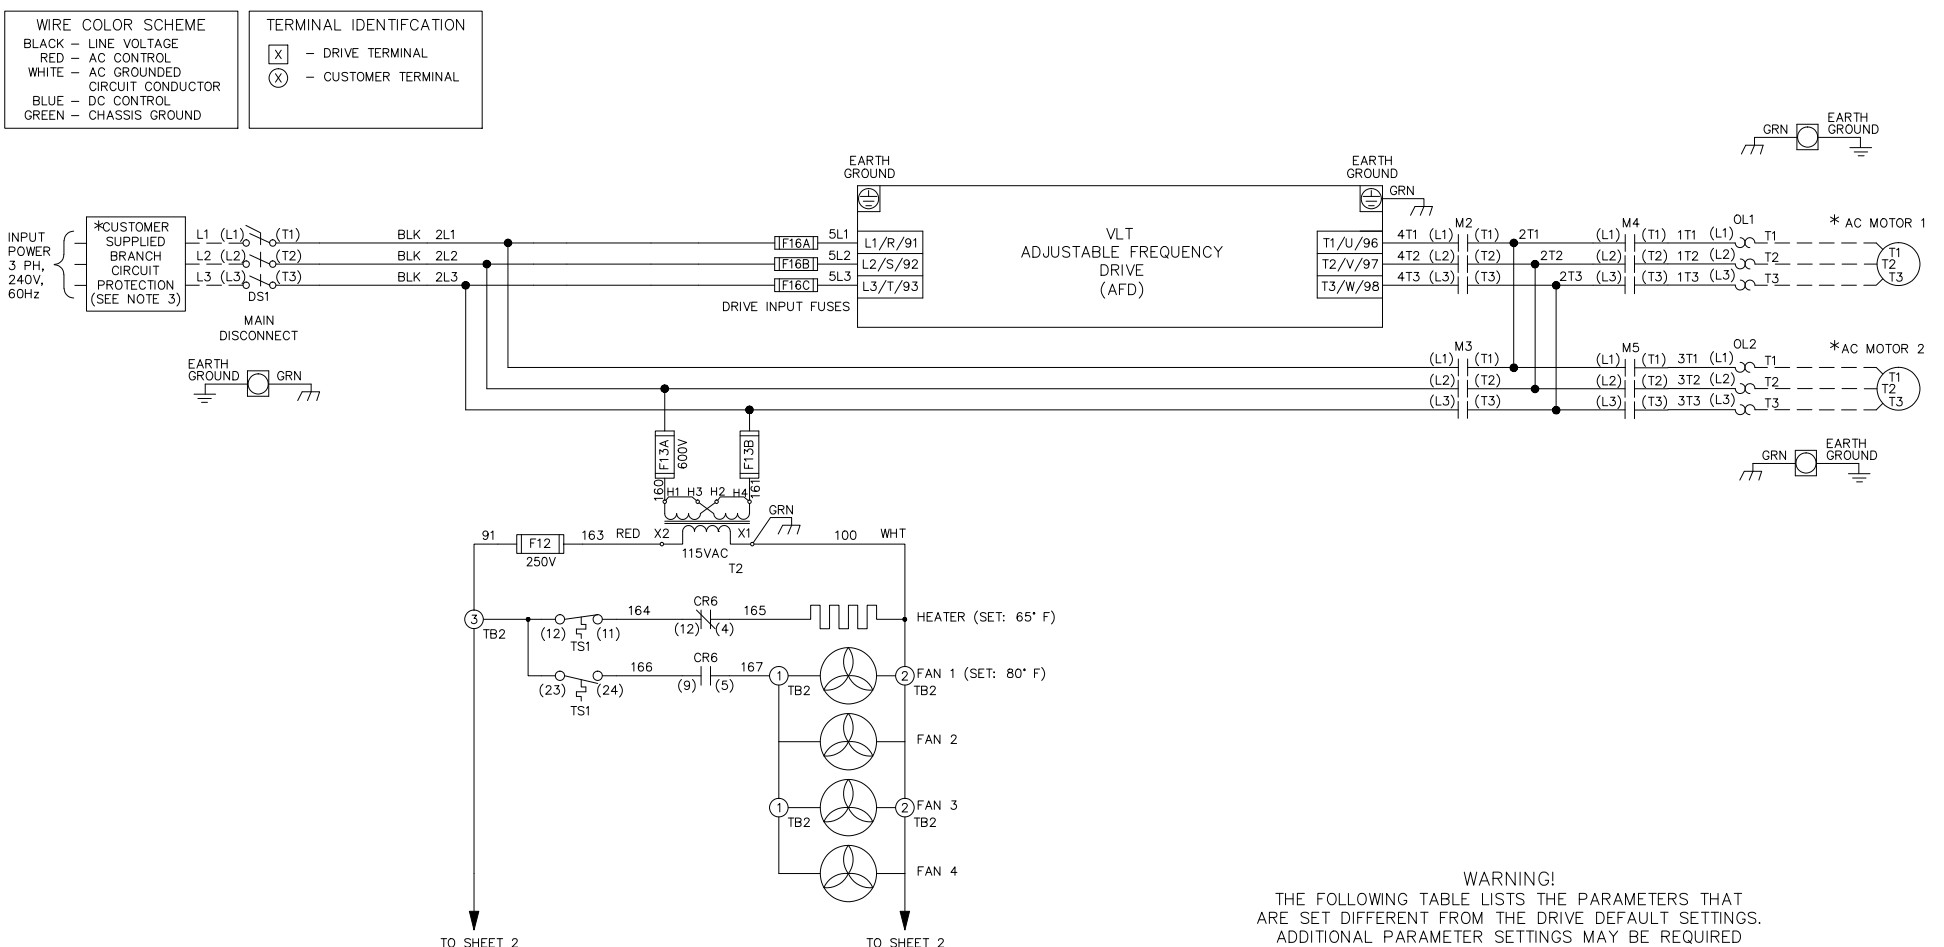 WIRE COLOR SCHEME
BLACK – LINE VOLTAGE
RED – AC CONTROL
WHITE – AC GROUNDED
CIRCUIT CONDUCTOR
BLUE – DC CONTROL
GREEN – CHASSIS GROUND
TERMINAL IDENTIFCATION
X – DRIVE TERMINAL
X – CUSTOMER TERMINAL
GRN
EARTH
GROUND
EARTH
GROUND
EARTH
GROUND
GRN
INPUT
POWER
3 PH,
240V,
60Hz
*CUSTOMER
SUPPLIED
BRANCH
CIRCUIT
PROTECTION
(SEE NOTE 3)
L1 (L1) (T1) BLK 2L1 F16A 5L1 L1/R/91
L2 (L2) (T2) BLK 2L2 F16B 5L2 L2/S/92
L3 (L3) (T3) BLK 2L3 F16C 5L3 L3/T/93
DS1
MAIN
DISCONNECT
DRIVE INPUT FUSES
VLT
ADJUSTABLE FREQUENCY
DRIVE
(AFD)
M2 M4 OL1 * AC MOTOR 1
T1/U/96 4T1 (L1) (T1) 2T1 (L1) (T1) 1T1 (L1) T1 T1
T2/V/97 4T2 (L2) (T2) 2T2 (L2) (T2) 1T2 (L2) T2 T2
T3/W/98 4T3 (L3) (T3) 2T3 (L3) (T3) 1T3 (L3) T3 T3
EARTH
GROUND GRN
M3 M5 OL2 *AC MOTOR 2
(L1) (T1) (L1) (T1) 3T1 (L1) T1 T1
(L2) (T2) (L2) (T2) 3T2 (L2) T2 T2
(L3) (T3) (L3) (T3) 3T3 (L3) T3 T3
GRN
EARTH
GROUND
F13A
600V
F13B
160
H1 H3 H2 H4
161
GRN
91 F12 163 RED X2 X1 100 WHT
250V
115VAC
T2
3
TB2
(12) (11)
TS1
164
CR6
(12) (4)
165
HEATER (SET: 65° F)
(23) (24)
TS1
166
CR6
(9) (5)
167
1
TB2
2
TB2
FAN 1 (SET: 80° F)
FAN 2
1
TB2
2
TB2
FAN 3
FAN 4
TO SHEET 2
TO SHEET 2
WARNING!
THE FOLLOWING TABLE LISTS THE PARAMETERS THAT
ARE SET DIFFERENT FROM THE DRIVE DEFAULT SETTINGS.
ADDITIONAL PARAMETER SETTINGS MAY BE REQUIRED